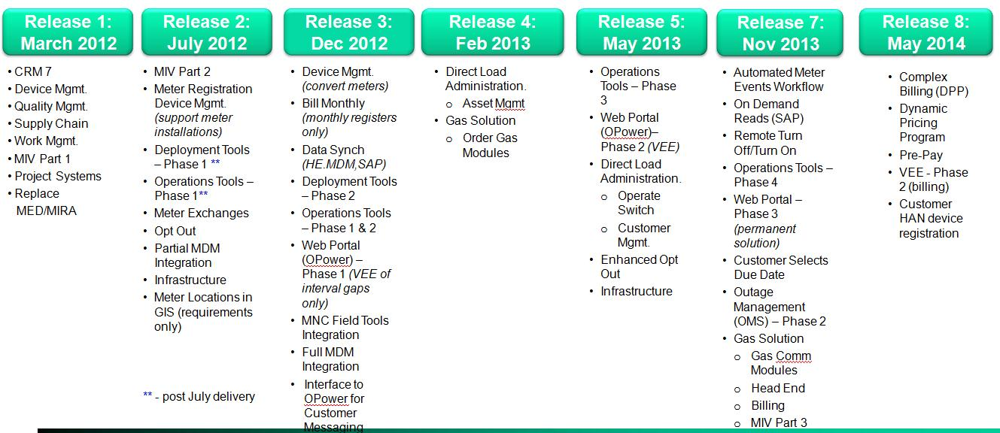 Release 1:
March 2012
• CRM 7
• Device Mgmt.
• Quality Mgmt.
• Supply Chain
• Work Mgmt.
• MIV Part 1
• Project Systems
• Replace
MED/MIRA
Release 2:
July 2012
• MIV Part 2
• Meter Registration
Device Mgmt.
(support meter
installations)
• Deployment Tools
– Phase 1 **
• Operations Tools –
Phase 1**
• Meter Exchanges
• Opt Out
• Partial MDM
Integration
• Infrastructure
• Meter Locations in
GIS (requirements
only)
** - post July delivery
Release 3:
Dec 2012
• Device Mgmt.
(convert meters)
• Bill Monthly
(monthly registers
only)
• Data Synch
(HE.MDM,SAP)
• Deployment Tools
– Phase 2
• Operations Tools
– Phase 1 & 2
• Web Portal
(OPower) –
Phase 1 (VEE of
interval gaps
only)
• MNC Field Tools
Integration
• Full MDM
Integration
• Interface to
OPower for
Customer
Messaging
Release 4:
Feb 2013
• Direct Load
Administration.
o Asset Mgmt
• Gas Solution
o Order Gas
Modules
Release 5:
May 2013
• Operations
Tools – Phase
3
• Web Portal
(OPower)–
Phase 2 (VEE)
• Direct Load
Administration.
o Operate
Switch
o Customer
Mgmt.
• Enhanced Opt
Out
• Infrastructure
Release 7:
Nov 2013
• Automated Meter
Events Workflow
• On Demand
Reads (SAP)
• Remote Turn
Off/Turn On
• Operations Tools –
Phase 4
• Web Portal –
Phase 3
(permanent
solution)
• Customer Selects
Due Date
• Outage
Management
(OMS) – Phase 2
• Gas Solution
o Gas Comm
Modules
o Head End
o Billing
o MIV Part 3
Release 8:
May 2014
• Complex
Billing (DPP)
• Dynamic
Pricing
Program
• Pre-Pay
• VEE - Phase
2 (billing)
• Customer
HAN device
registration